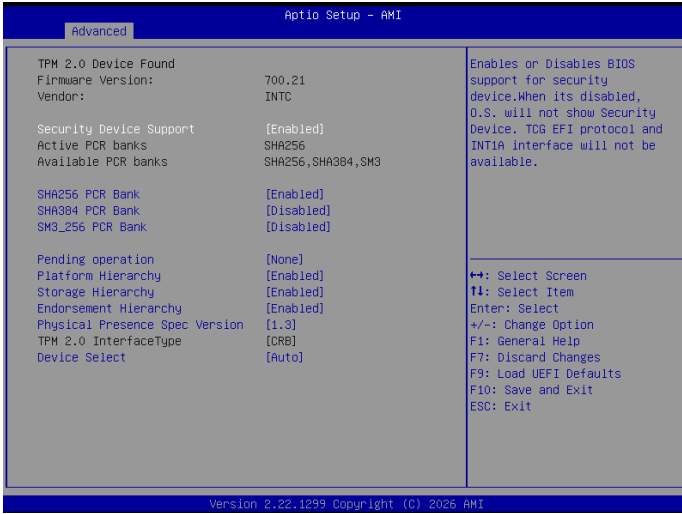 Aptio Setup – AMI
Advanced
TPM 2.0 Device Found
Firmware Version: 700.21
Vendor: INTC
Security Device Support [Enabled]
Active PCR banks SHA256
Available PCR banks SHA256,SHA384,SM3
SHA256 PCR Bank [Enabled]
SHA384 PCR Bank [Disabled]
SM3_256 PCR Bank [Disabled]
Pending operation [None]
Platform Hierarchy [Enabled]
Storage Hierarchy [Enabled]
Endorsement Hierarchy [Enabled]
Physical Presence Spec Version [1.3]
TPM 2.0 InterfaceType [CRB]
Device Select [Auto]
Enables or Disables BIOS
support for security
device.When its disabled,
O.S. will not show Security
Device. TCG EFI protocol and
INT1A interface will not be
available.
↔: Select Screen
↑↓: Select Item
Enter: Select
+/-: Change Option
F1: General Help
F7: Discard Changes
F9: Load UEFI Defaults
F10: Save and Exit
ESC: Exit
Version 2.22.1299 Copyright (C) 2026 AMI